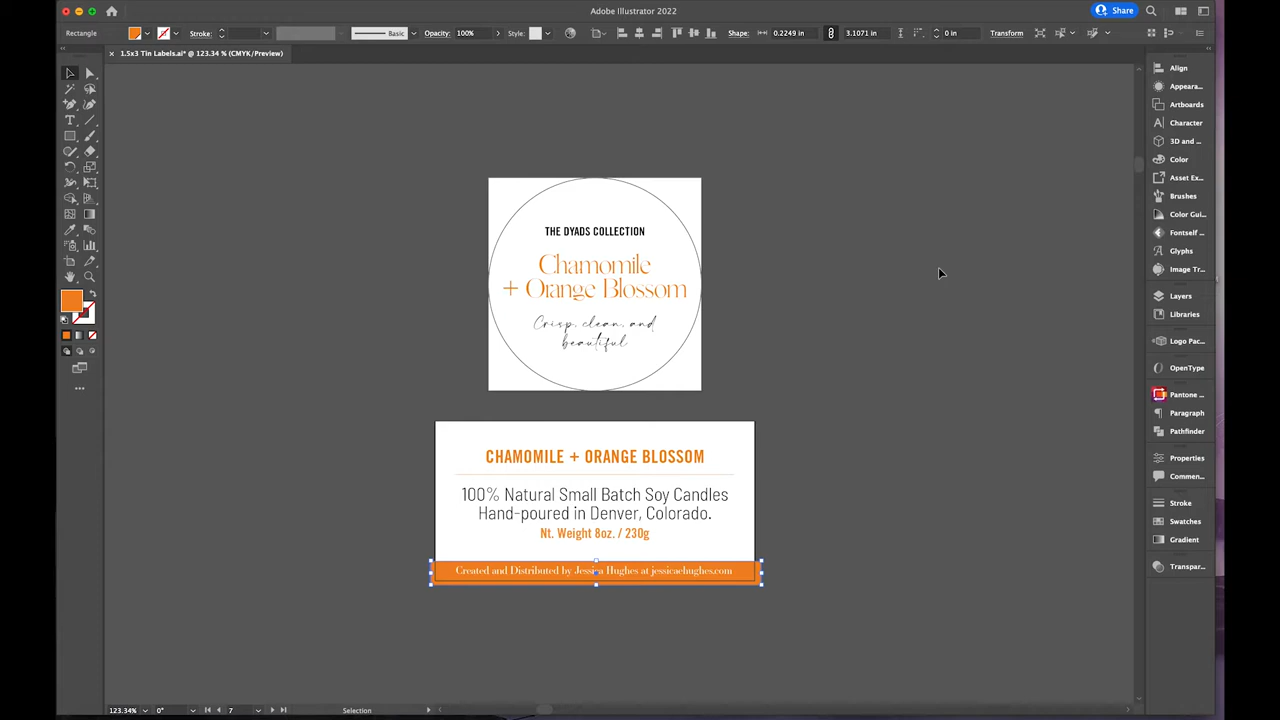 Adobe Illustrator 2022
Share
Rectangle
Stroke:
Basic
Opacity: 100%
Style:
Shape:
0.2249 in
3.1071 in
0 in
Transform
× 1.5x3 Tin Labels.ai* @ 123.34 % (CMYK/Preview)
THE DYADS COLLECTION
Chamomile
+ Orange Blossom
Crisp, clean, and
beautiful
CHAMOMILE + ORANGE BLOSSOM
100% Natural Small Batch Soy Candles
Hand-poured in Denver, Colorado.
Nt. Weight 8oz. / 230g
Created and Distributed by Jessica Hughes at jessicaehughes.com
Align
Appeara...
Artboards
Character
3D and ...
Color
Asset Ex...
Brushes
Color Gui...
Fontself ...
Glyphs
Image Tr...
Layers
Libraries
Logo Pac...
OpenType
Pantone ...
Paragraph
Pathfinder
Properties
Commen...
Stroke
Swatches
Gradient
Transpar...
123.34%
0°
7
Selection